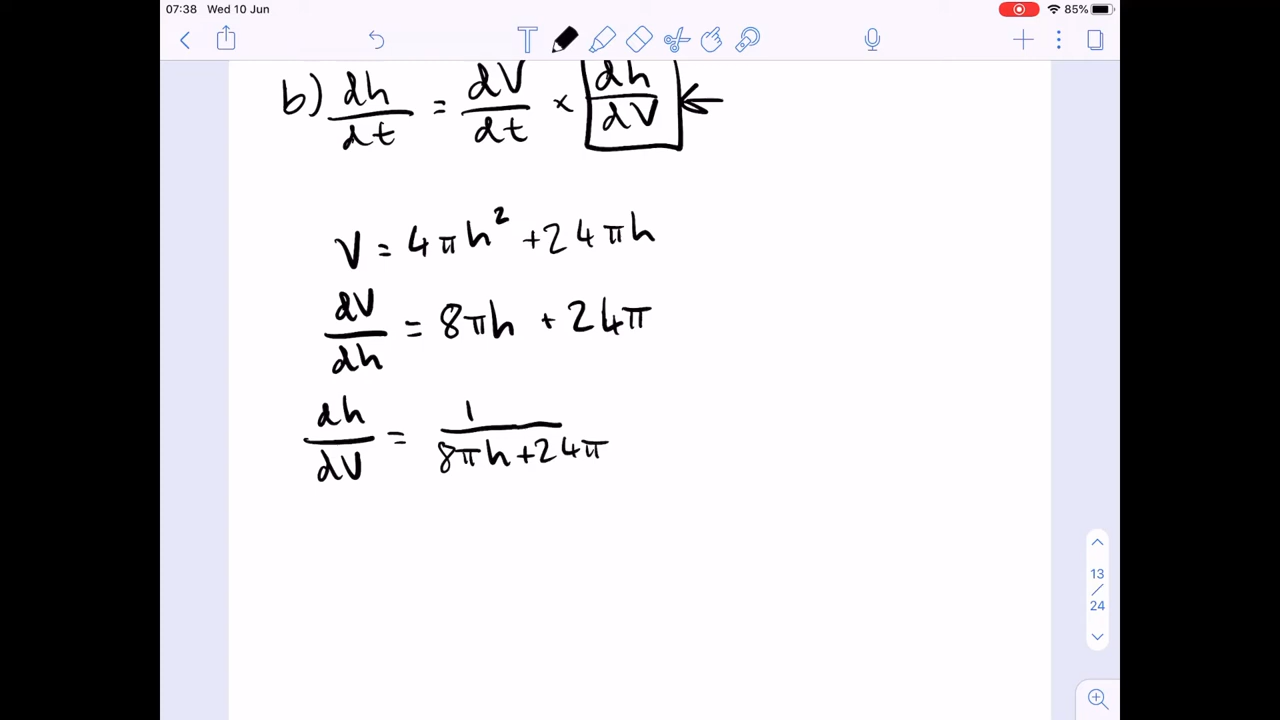 07:38 Wed 10 Jun 85%
b) dh/dt = dV/dt × dh/dV
V = 4πh² + 24πh
dV/dh = 8πh + 24π
dh/dV = 1/8πh+24π
13
/
24